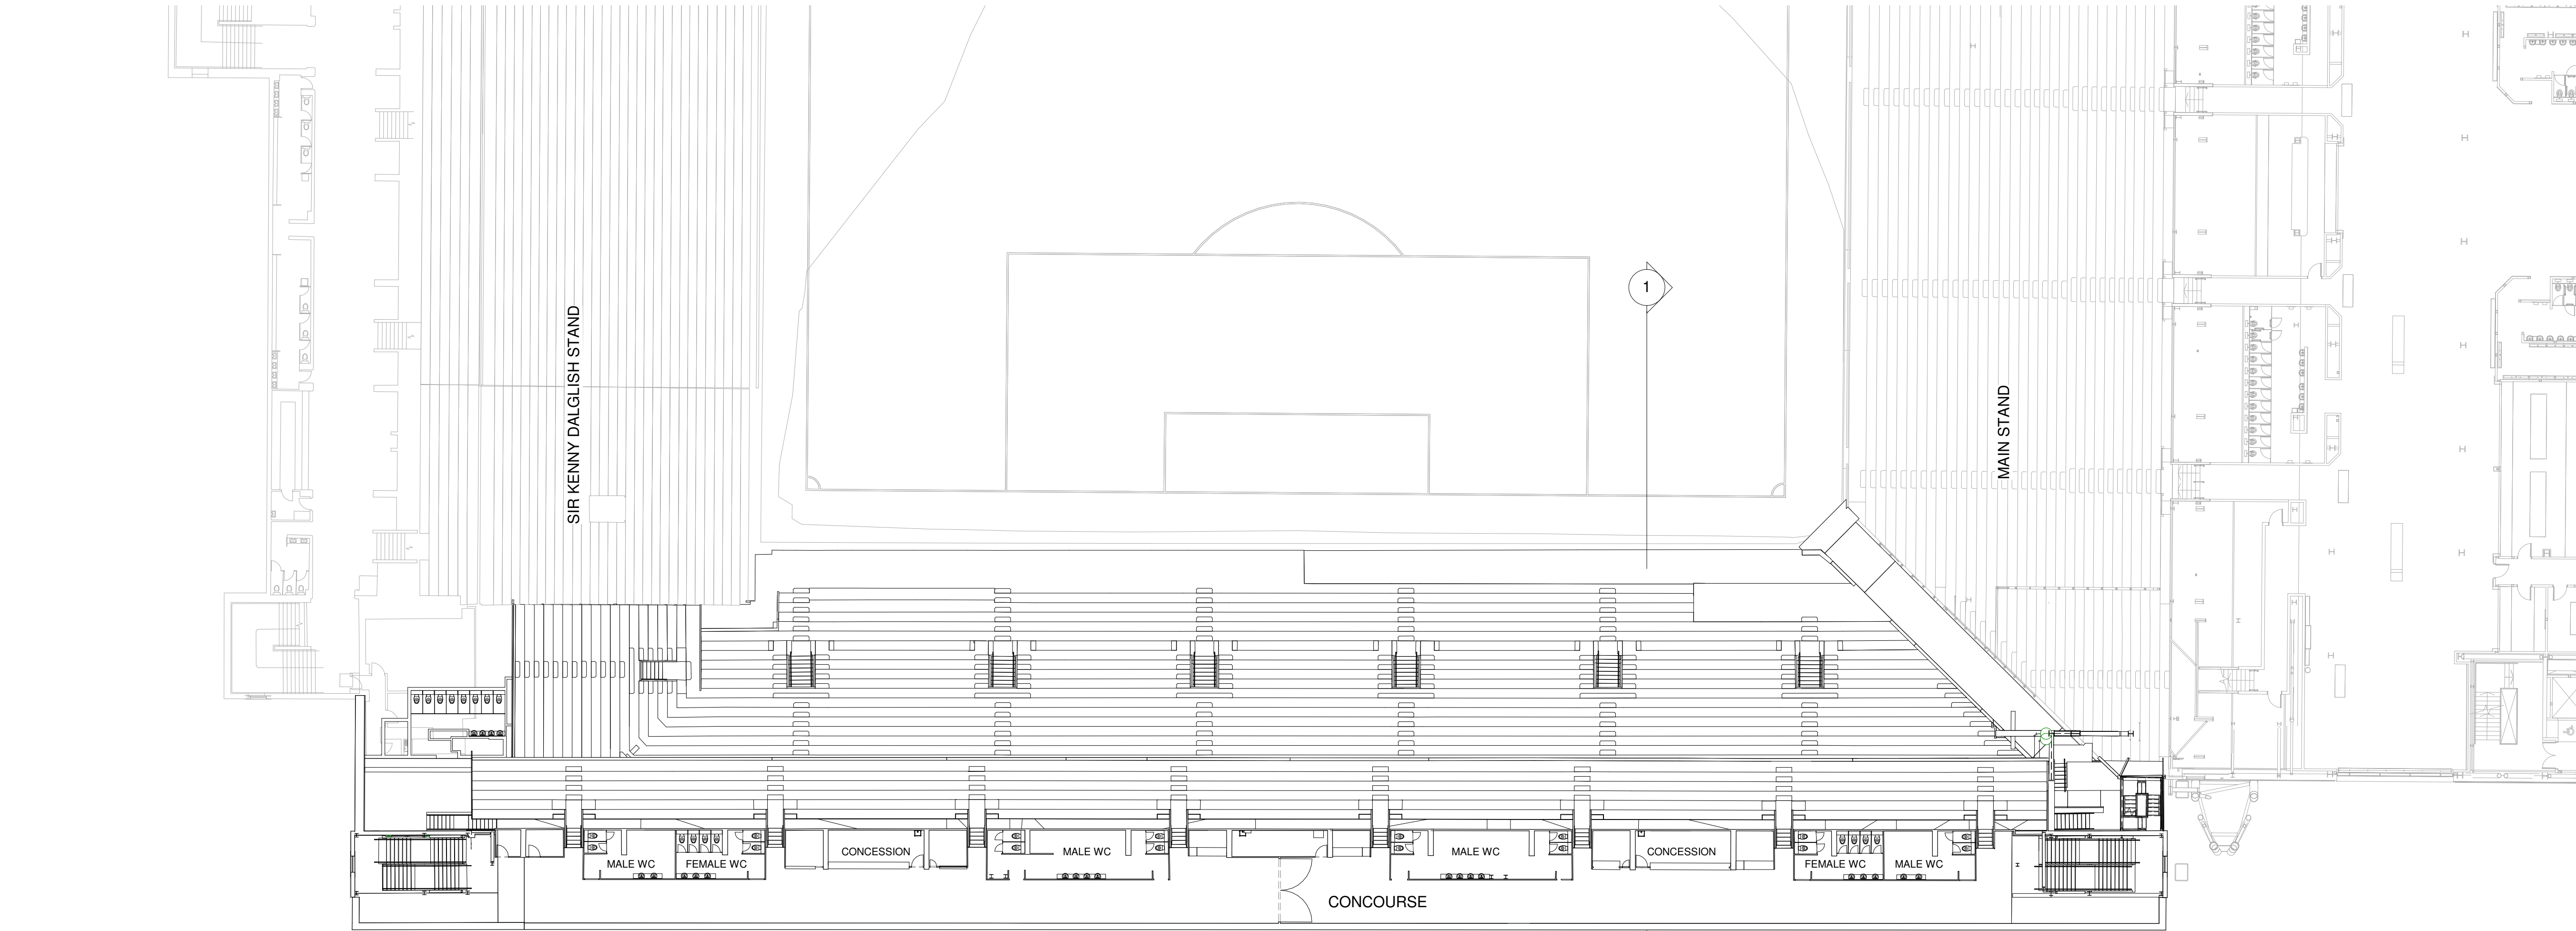 1
SIR KENNY DALGLISH STAND
MAIN STAND
MALE WC
FEMALE WC
CONCESSION
MALE WC
MALE WC
CONCESSION
FEMALE WC
MALE WC
CONCOURSE